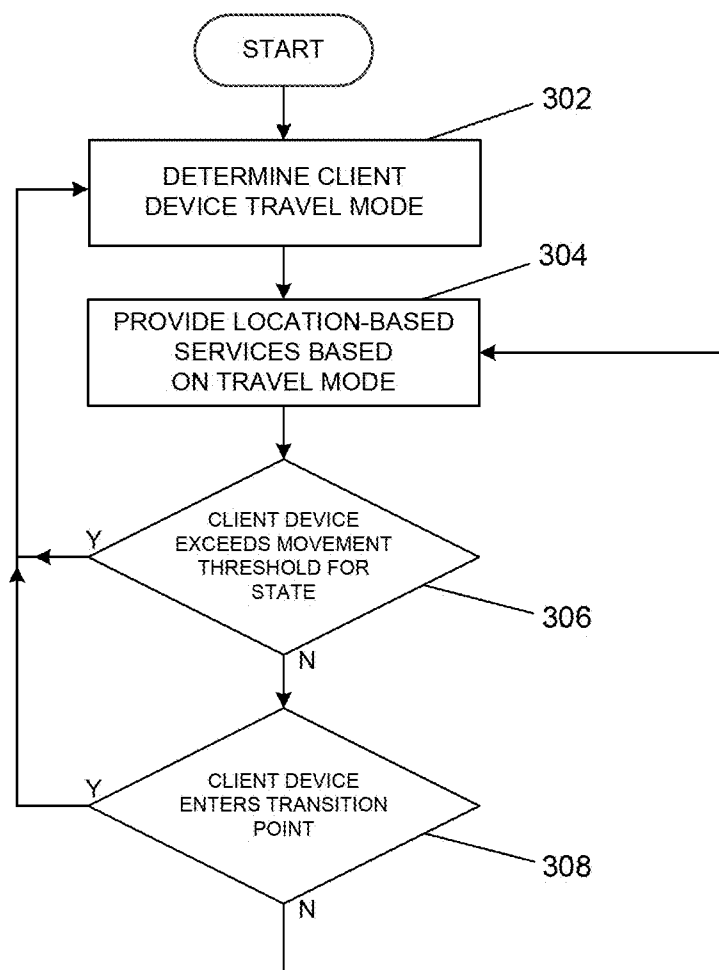 START
302
DETERMINE CLIENT
DEVICE TRAVEL MODE
304
PROVIDE LOCATION-BASED
SERVICES BASED
ON TRAVEL MODE
Y
CLIENT DEVICE
EXCEEDS MOVEMENT
THRESHOLD FOR
STATE
306
N
Y
CLIENT DEVICE
ENTERS TRANSITION
POINT
308
N